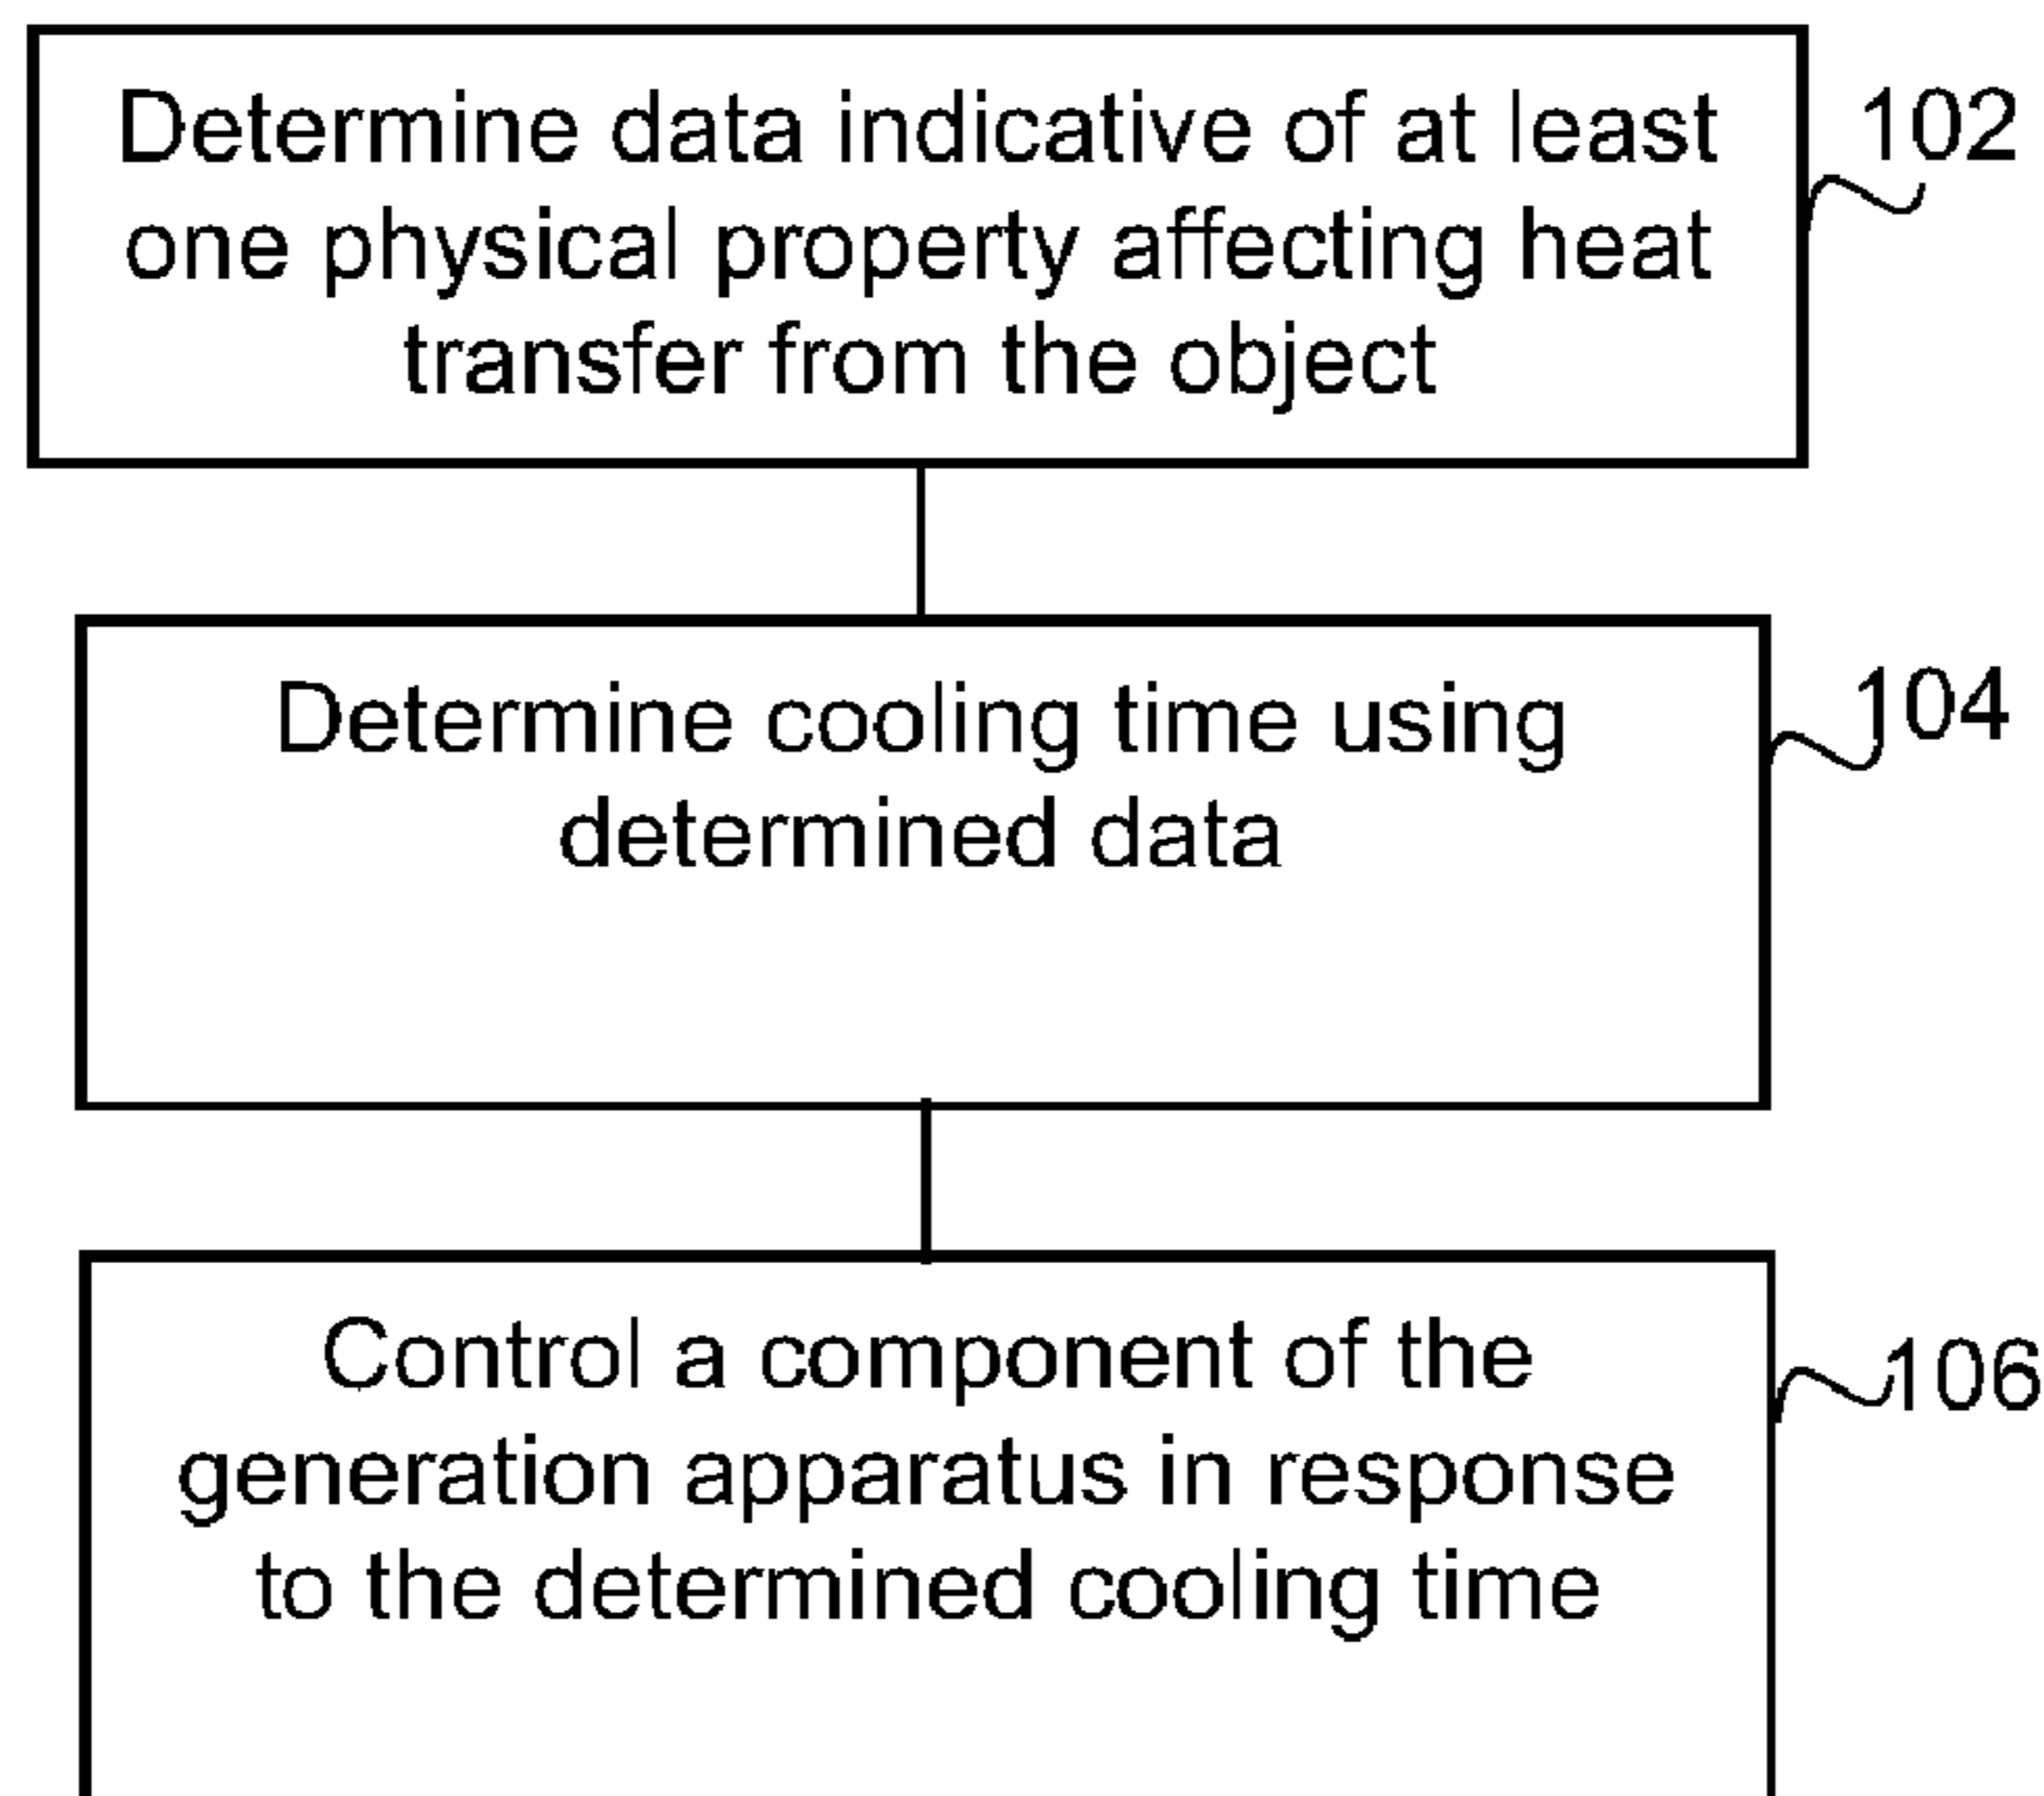 Determine data indicative of at least
one physical property affecting heat
transfer from the object
102
Determine cooling time using
determined data
104
Control a component of the
generation apparatus in response
to the determined cooling time
106